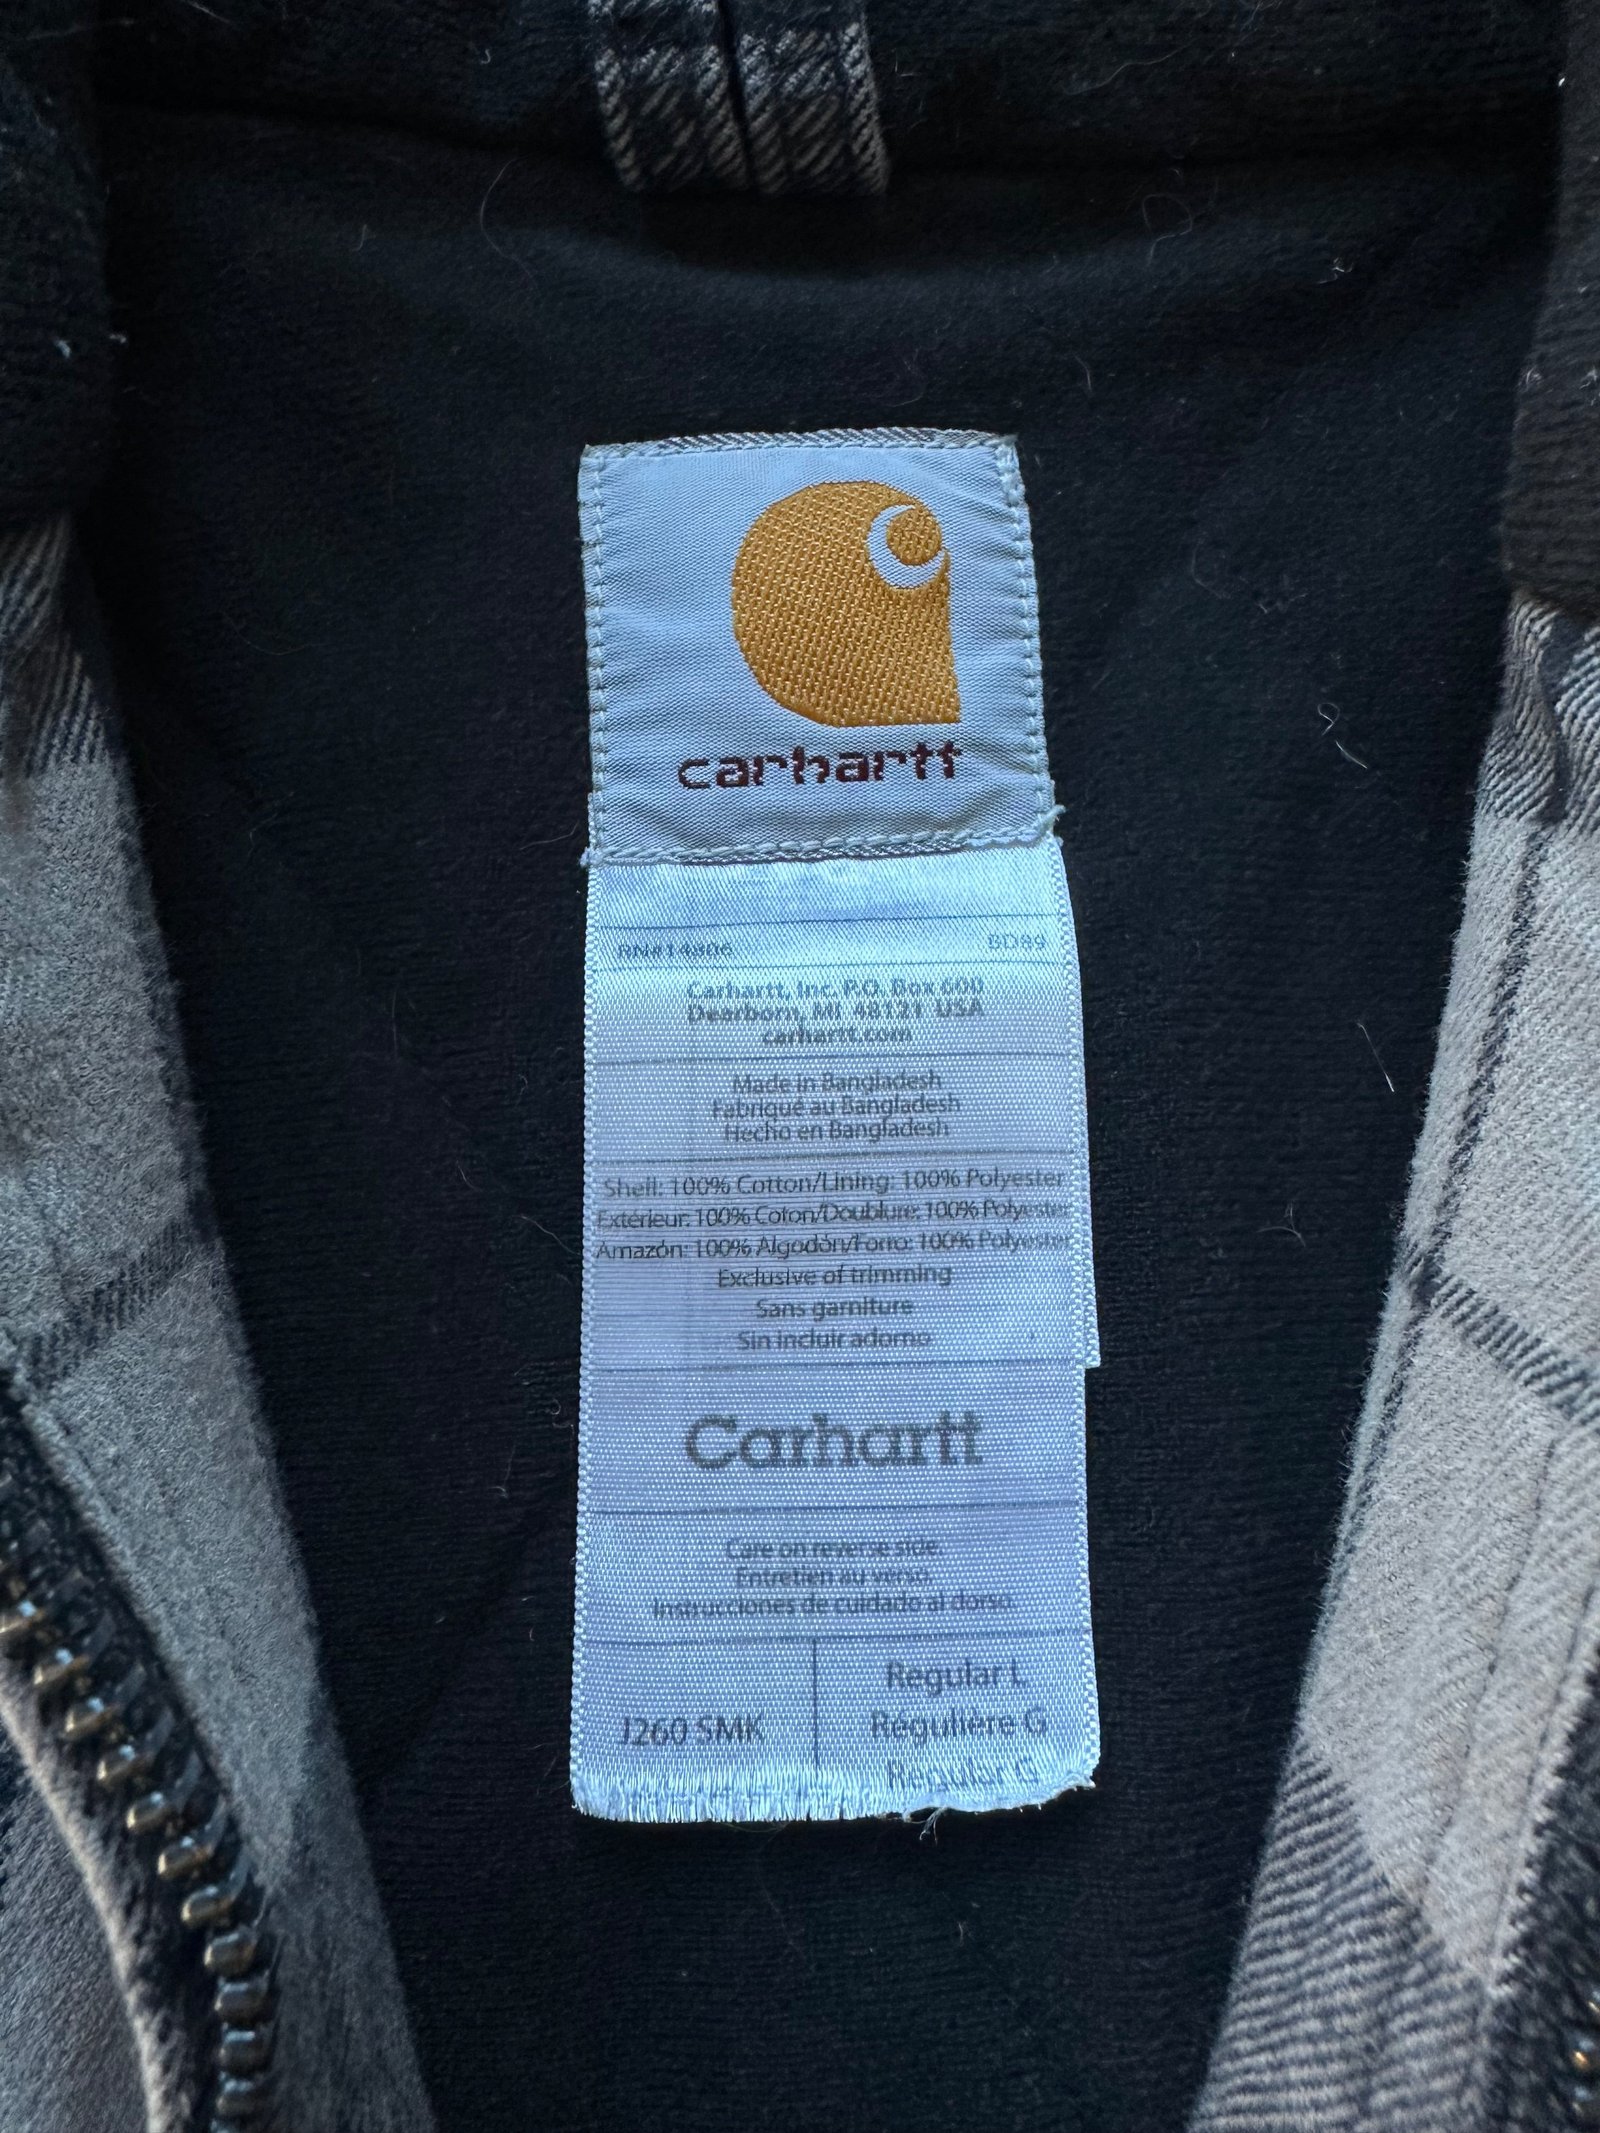 carhartt
RN#14806 BD89
Carhartt, Inc. P.O. Box 600
Dearborn, MI 48121 USA
carhartt.com
Made in Bangladesh
Fabriqué au Bangladesh
Hecho en Bangladesh
Shell: 100% Cotton/Lining: 100% Polyester
Extérieur: 100% Coton/Doublure: 100% Polyester
Amazón: 100% Algodón/Forro: 100% Polyester
Exclusive of trimming
Sans garniture
Sin incluir adorno
Carhartt
Care on reverse side.
Entretien au verso.
Instrucciones de cuidado al dorso.
Regular L
J260 SMK Régulière G
Regular G